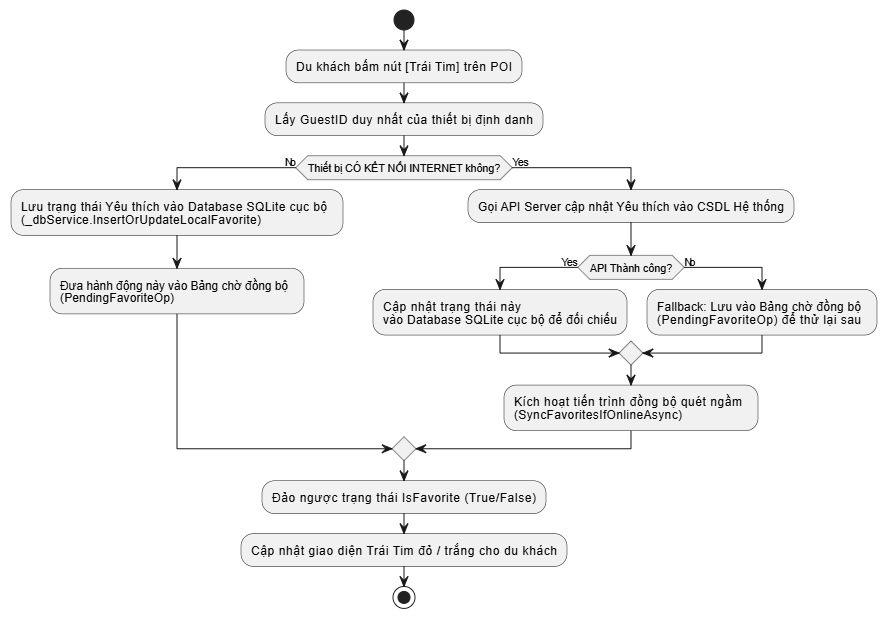 Du khách bấm nút [Trái Tim] trên POI
Lấy GuestID duy nhất của thiết bị định danh
No
Thiết bị CÓ KẾT NỐI INTERNET không?
Yes
Lưu trạng thái Yêu thích vào Database SQLite cục bộ
(_dbService.InsertOrUpdateLocalFavorite)
Gọi API Server cập nhật Yêu thích vào CSDL Hệ thống
Đưa hành động này vào Bảng chờ đồng bộ
(PendingFavoriteOp)
Yes
API Thành công?
No
Cập nhật trạng thái này
vào Database SQLite cục bộ để đối chiếu
Fallback: Lưu vào Bảng chờ đồng bộ
(PendingFavoriteOp) để thử lại sau
Kích hoạt tiến trình đồng bộ quét ngầm
(SyncFavoritesIfOnlineAsync)
Đảo ngược trạng thái IsFavorite (True/False)
Cập nhật giao diện Trái Tim đỏ / trắng cho du khách